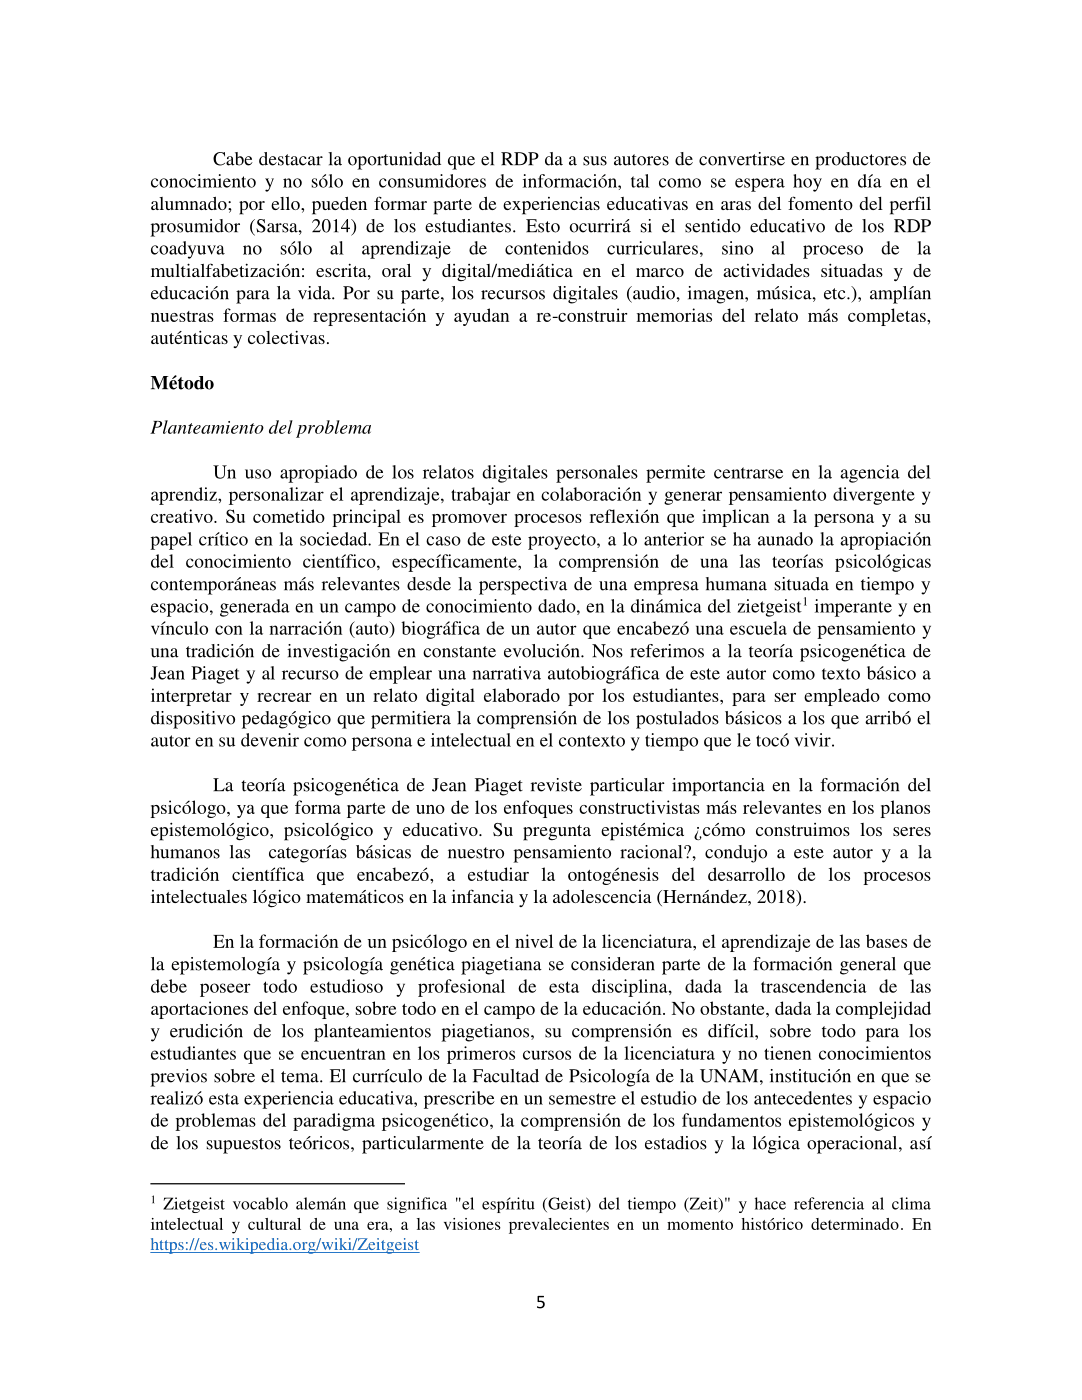 Cabe destacar la oportunidad que el RDP da a sus autores de convertirse en productores de
conocimiento y no sólo en consumidores de información, tal como se espera hoy en día en el
alumnado; por ello, pueden formar parte de experiencias educativas en aras del fomento del perfil
prosumidor (Sarsa, 2014) de los estudiantes. Esto ocurrirá si el sentido educativo de los RDP
coadyuva no sólo al aprendizaje de contenidos curriculares, sino al proceso de la
multialfabetización: escrita, oral y digital/mediática en el marco de actividades situadas y de
educación para la vida. Por su parte, los recursos digitales (audio, imagen, música, etc.), amplían
nuestras formas de representación y ayudan a re-construir memorias del relato más completas,
auténticas y colectivas.
Método
Planteamiento del problema
Un uso apropiado de los relatos digitales personales permite centrarse en la agencia del
aprendiz, personalizar el aprendizaje, trabajar en colaboración y generar pensamiento divergente y
creativo. Su cometido principal es promover procesos reflexión que implican a la persona y a su
papel crítico en la sociedad. En el caso de este proyecto, a lo anterior se ha aunado la apropiación
del conocimiento científico, específicamente, la comprensión de una las teorías psicológicas
contemporáneas más relevantes desde la perspectiva de una empresa humana situada en tiempo y
espacio, generada en un campo de conocimiento dado, en la dinámica del zietgeist1 imperante y en
vínculo con la narración (auto) biográfica de un autor que encabezó una escuela de pensamiento y
una tradición de investigación en constante evolución. Nos referimos a la teoría psicogenética de
Jean Piaget y al recurso de emplear una narrativa autobiográfica de este autor como texto básico a
interpretar y recrear en un relato digital elaborado por los estudiantes, para ser empleado como
dispositivo pedagógico que permitiera la comprensión de los postulados básicos a los que arribó el
autor en su devenir como persona e intelectual en el contexto y tiempo que le tocó vivir.
La teoría psicogenética de Jean Piaget reviste particular importancia en la formación del
psicólogo, ya que forma parte de uno de los enfoques constructivistas más relevantes en los planos
epistemológico, psicológico y educativo. Su pregunta epistémica ¿cómo construimos los seres
humanos las categorías básicas de nuestro pensamiento racional?, condujo a este autor y a la
tradición científica que encabezó, a estudiar la ontogénesis del desarrollo de los procesos
intelectuales lógico matemáticos en la infancia y la adolescencia (Hernández, 2018).
En la formación de un psicólogo en el nivel de la licenciatura, el aprendizaje de las bases de
la epistemología y psicología genética piagetiana se consideran parte de la formación general que
debe poseer todo estudioso y profesional de esta disciplina, dada la trascendencia de las
aportaciones del enfoque, sobre todo en el campo de la educación. No obstante, dada la complejidad
y erudición de los planteamientos piagetianos, su comprensión es difícil, sobre todo para los
estudiantes que se encuentran en los primeros cursos de la licenciatura y no tienen conocimientos
previos sobre el tema. El currículo de la Facultad de Psicología de la UNAM, institución en que se
realizó esta experiencia educativa, prescribe en un semestre el estudio de los antecedentes y espacio
de problemas del paradigma psicogenético, la comprensión de los fundamentos epistemológicos y
de los supuestos teóricos, particularmente de la teoría de los estadios y la lógica operacional, así
1 Zietgeist vocablo alemán que significa "el espíritu (Geist) del tiempo (Zeit)" y hace referencia al clima
intelectual y cultural de una era, a las visiones prevalecientes en un momento histórico determinado. En
https://es.wikipedia.org/wiki/Zeitgeist
5